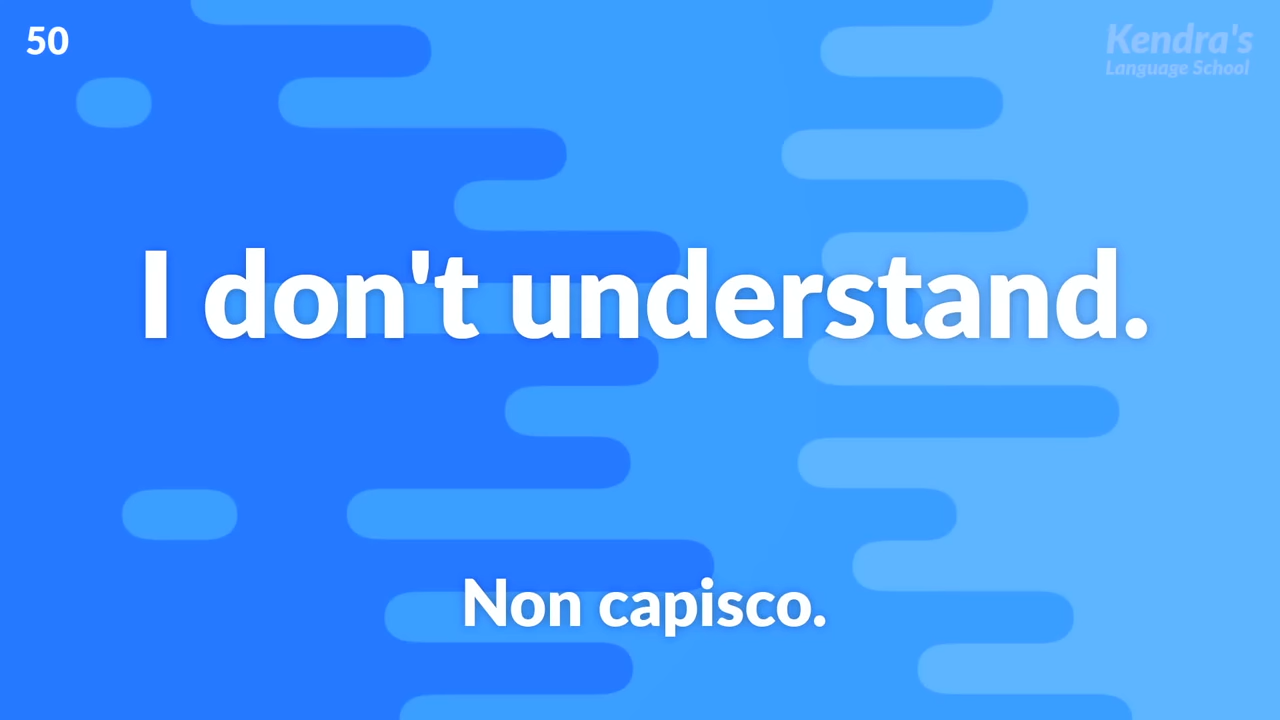 50
Kendra's
Language School
I don't understand.
Non capisco.